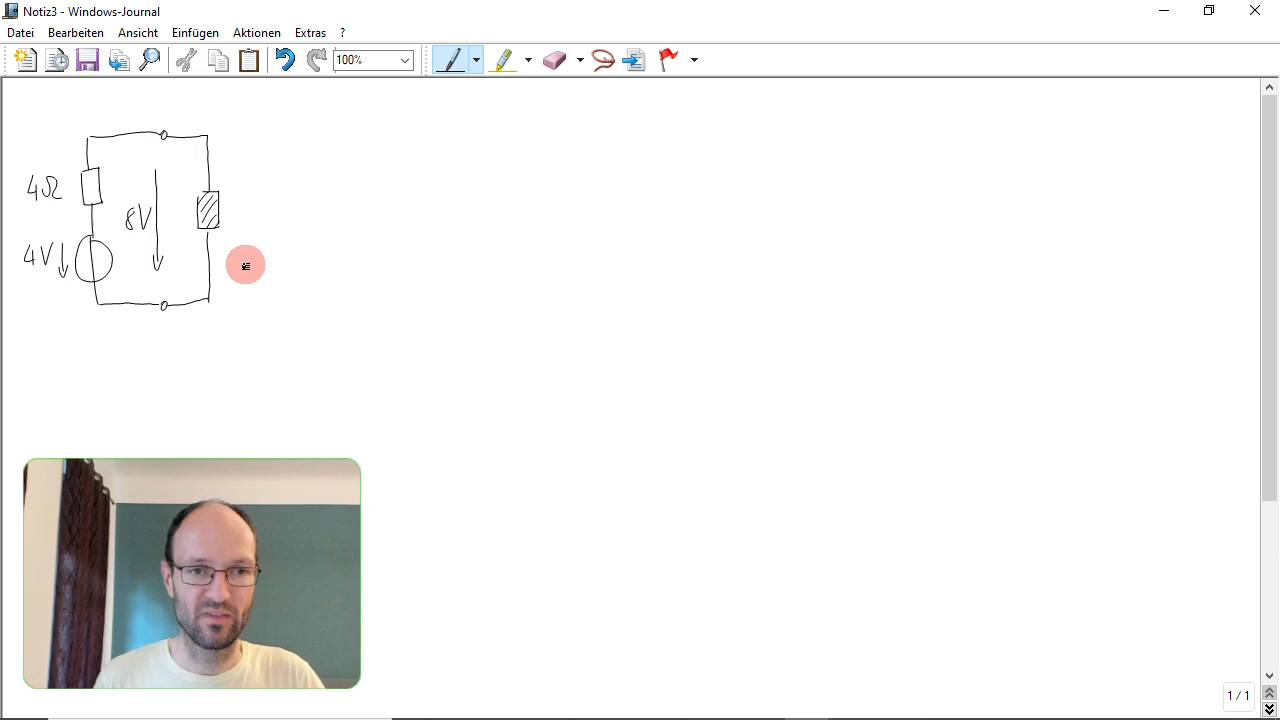 Notiz3 - Windows-Journal
Datei Bearbeiten Ansicht Einfügen Aktionen Extras ?
100%
4Ω
8V
4V
1 / 1